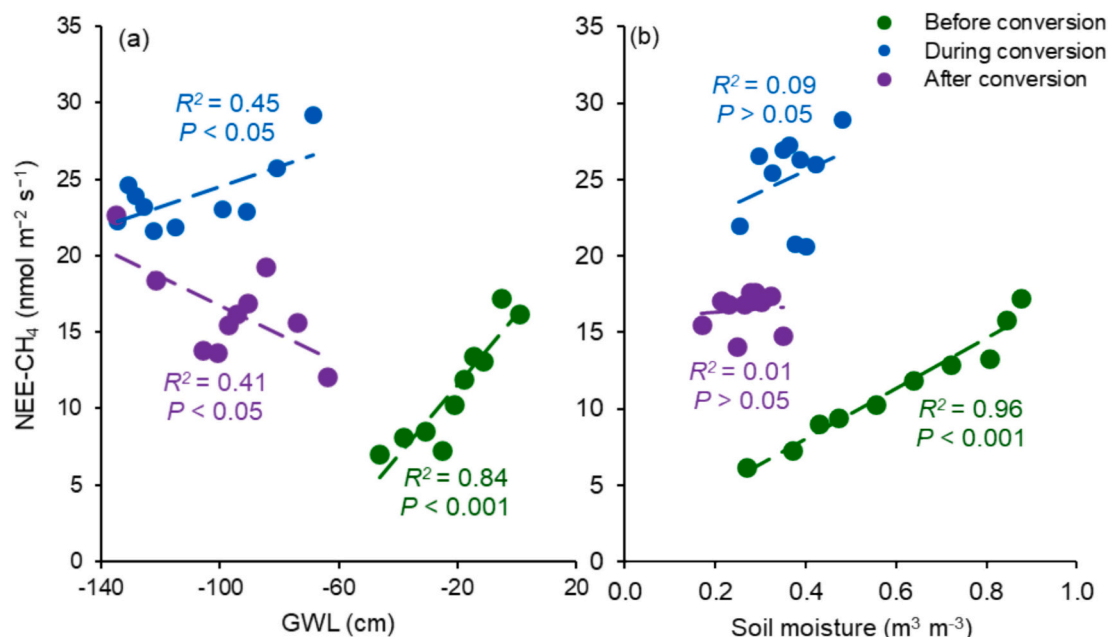 (a)
R² = 0.45
P < 0.05
R² = 0.41
P < 0.05
R² = 0.84
P < 0.001
NEE-CH₄ (nmol m⁻² s⁻¹)
35
30
25
20
15
10
5
0
-140
-100
-60
-20
20
GWL (cm)
(b)
Before conversion
During conversion
After conversion
R² = 0.09
P > 0.05
R² = 0.01
P > 0.05
R² = 0.96
P < 0.001
35
30
25
20
15
10
5
0
0.0
0.2
0.4
0.6
0.8
1.0
Soil moisture (m³ m⁻³)